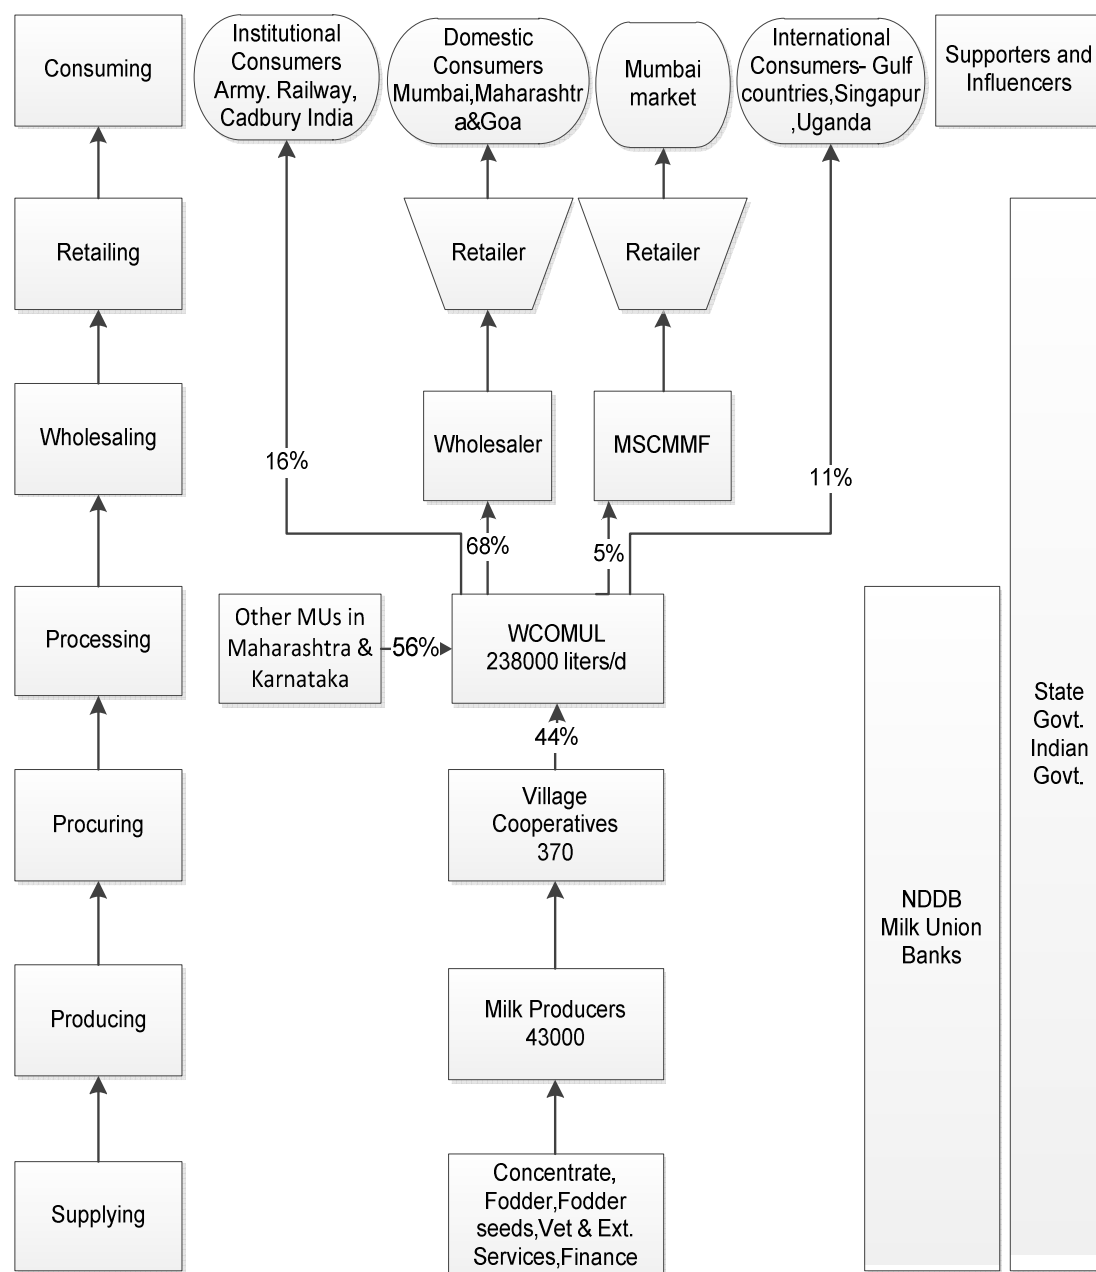 Consuming
Institutional
Consumers
Army. Railway,
Cadbury India
Domestic
Consumers
Mumbai,Maharashtr
a&Goa
Mumbai
market
International
Consumers- Gulf
countries,Singapur
,Uganda
Supporters and
Influencers
Retailing
Retailer
Retailer
Wholesaling
Wholesaler
MSCMMF
16%
11%
68%
5%
Processing
Other MUs in
Maharashtra &
Karnataka
56%
WCOMUL
238000 liters/d
44%
State
Govt.
Indian
Govt.
Procuring
Village
Cooperatives
370
NDDB
Milk Union
Banks
Producing
Milk Producers
43000
Supplying
Concentrate,
Fodder,Fodder
seeds,Vet & Ext.
Services,Finance